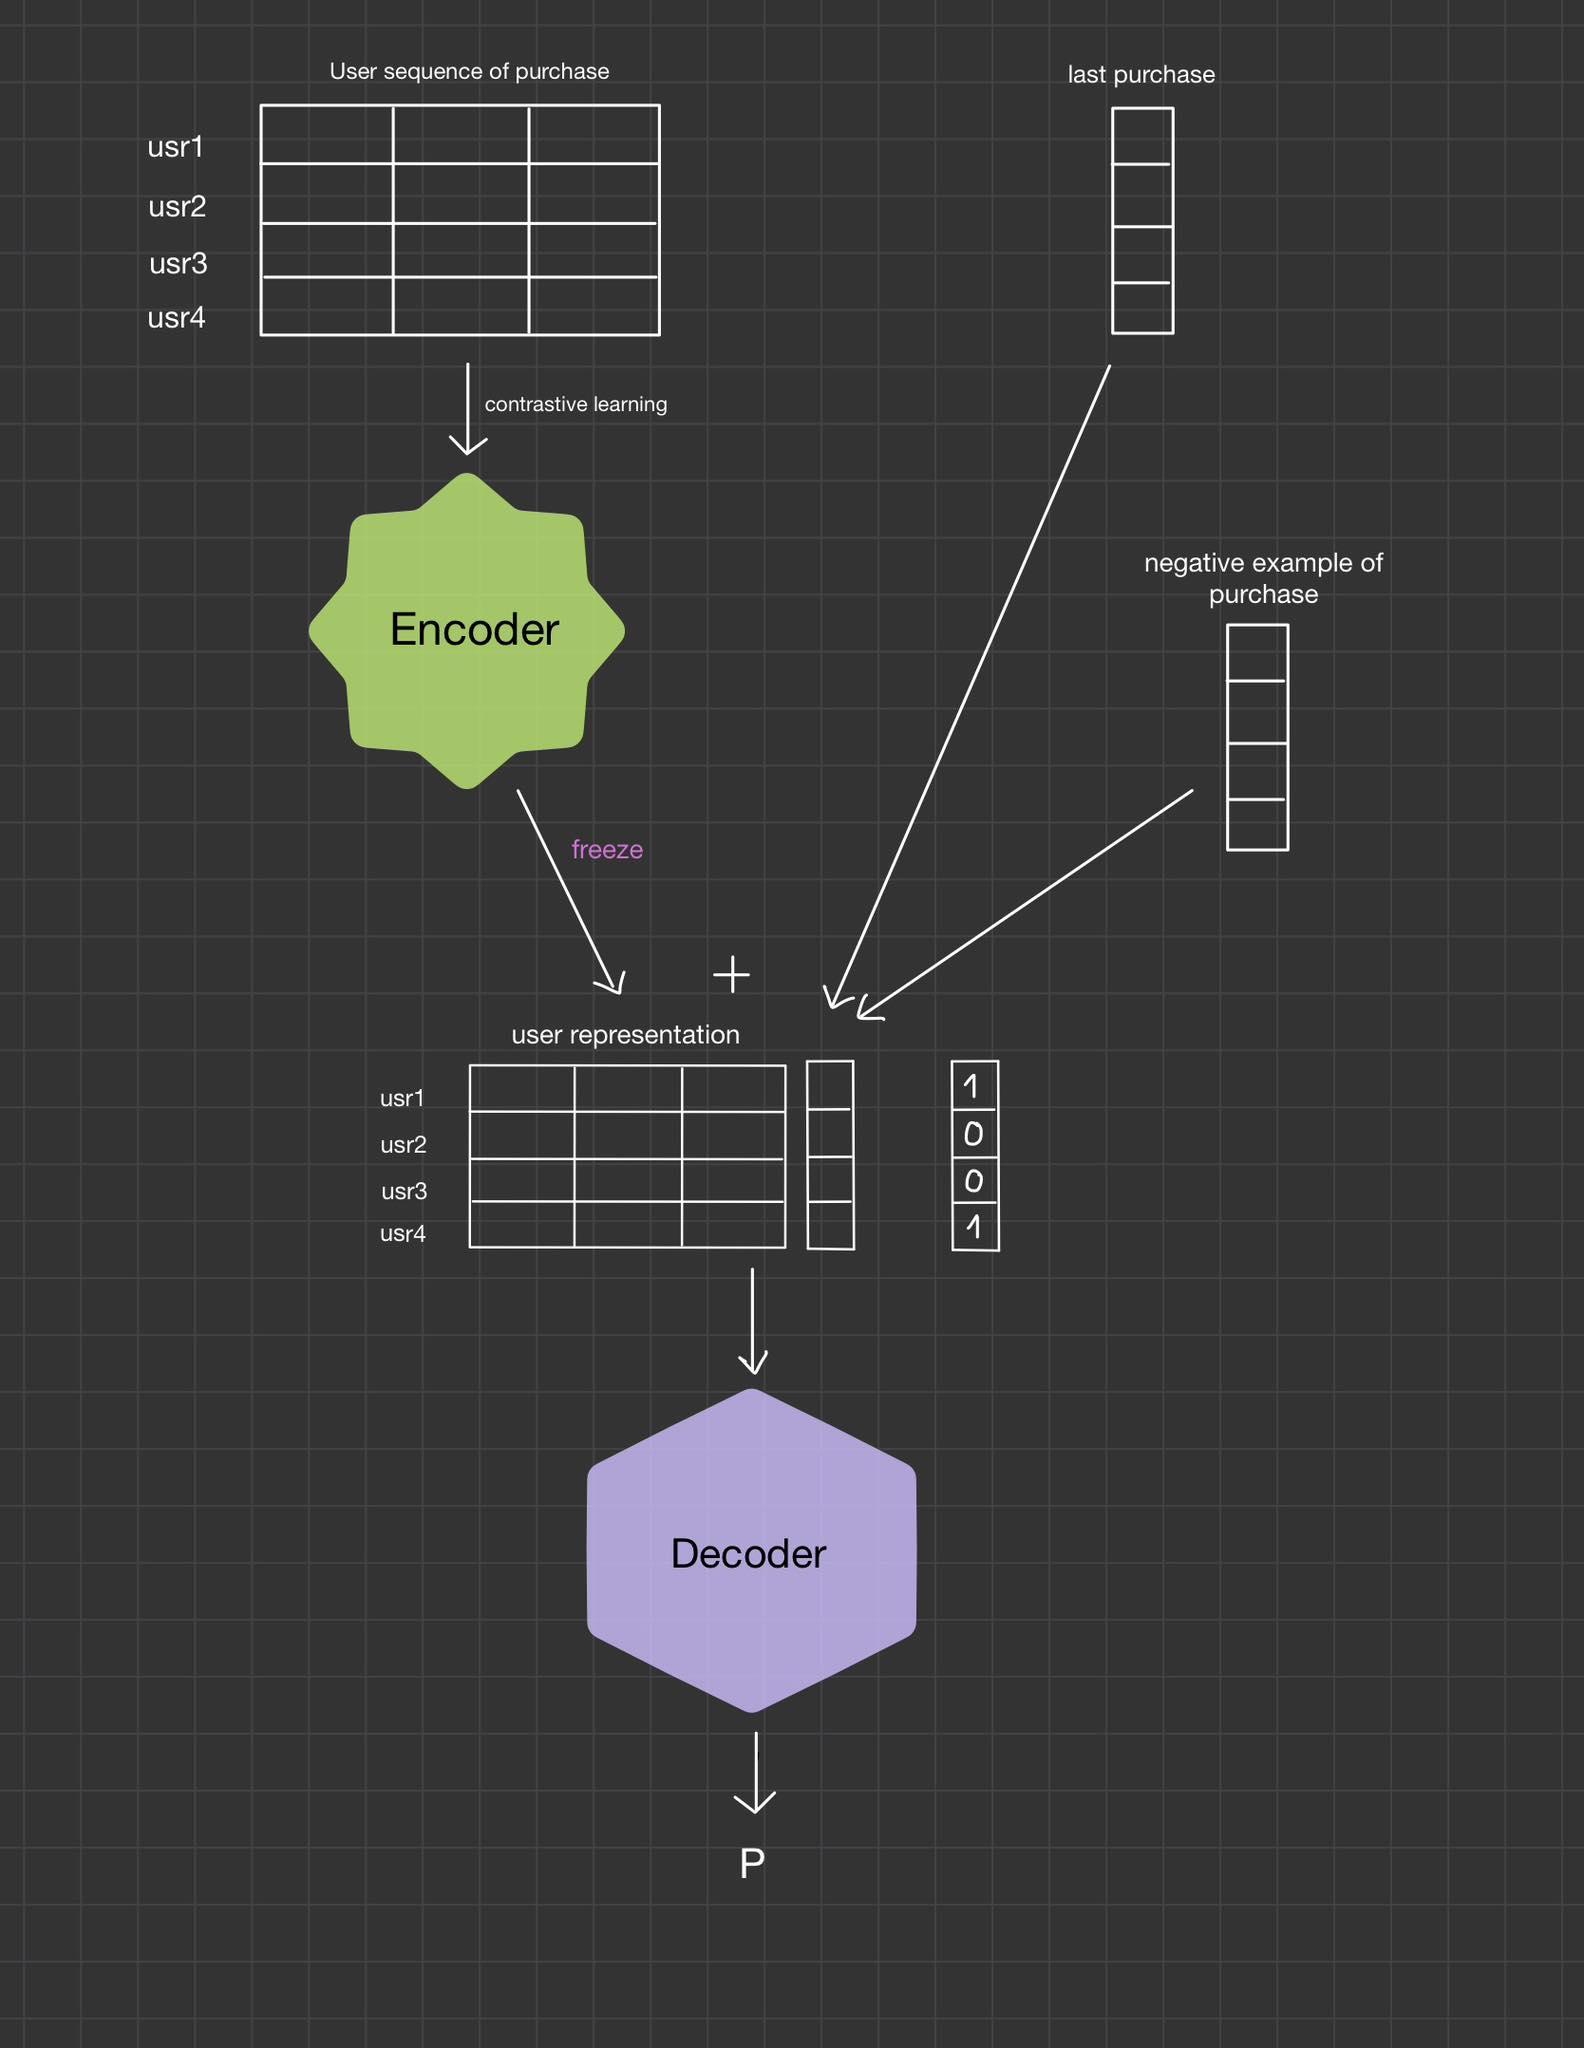 User sequence of purchase
last purchase
usr1
usr2
usr3
usr4
contrastive learning
Encoder
negative example of
purchase
freeze
+
user representation
usr1
1
usr2
0
usr3
0
usr4
1
Decoder
P